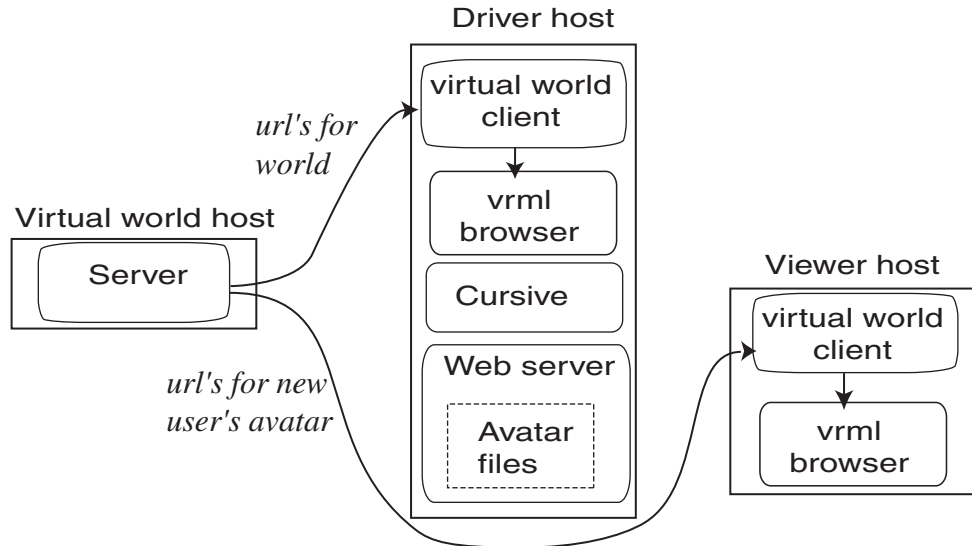 Driver host
virtual world
client
url's for
world
vrml
browser
Virtual world host
Server
Cursive
Viewer host
virtual world
client
Web server
url's for new
user's avatar
Avatar
files
vrml
browser